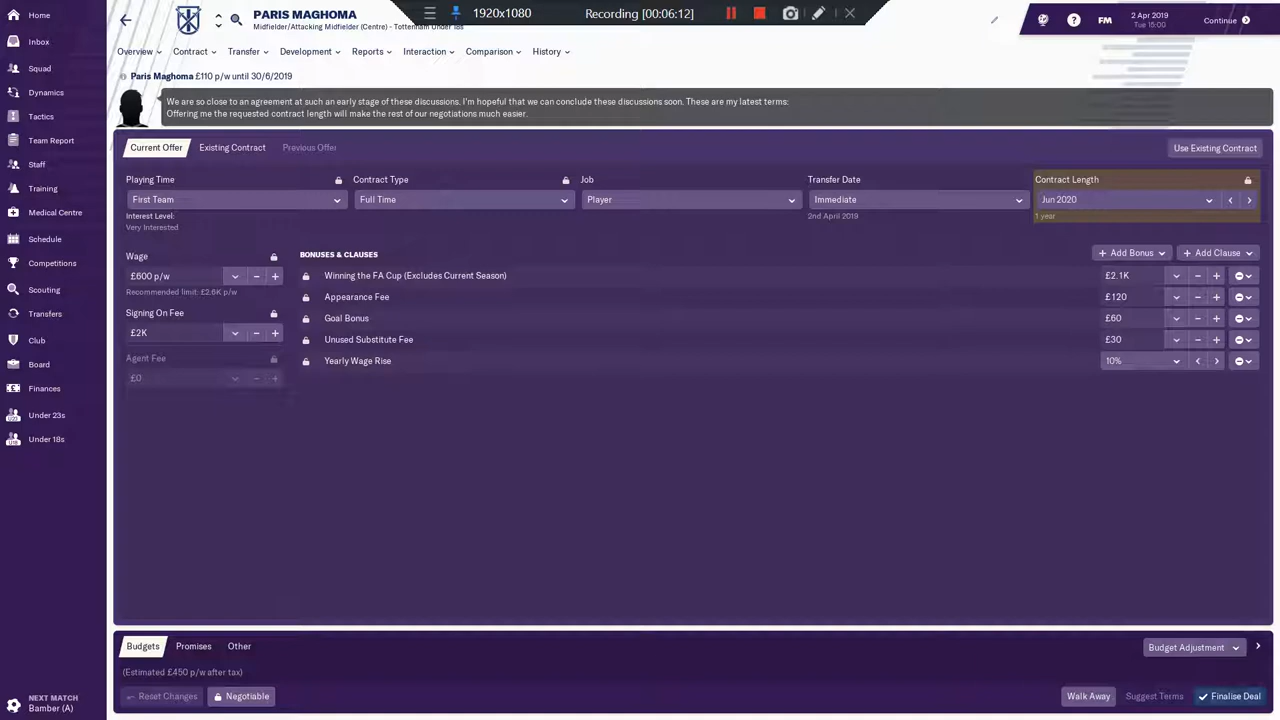 Home
Inbox
Squad
Dynamics
Tactics
Team Report
Staff
Training
Medical Centre
Schedule
Competitions
Scouting
Transfers
Club
Board
Finances
Under 23s
Under 18s
NEXT MATCH
Bamber (A)
PARIS MAGHOMA
Midfielder/Attacking Midfielder (Centre) - Tottenham Under 18s
1920x1080
Recording [00:06:12]
FM
2 Apr 2019
Tue 15:00
Continue
Overview
Contract
Transfer
Development
Reports
Interaction
Comparison
History
Paris Maghoma £110 p/w until 30/6/2019
We are so close to an agreement at such an early stage of these discussions. I'm hopeful that we can conclude these discussions soon. These are my latest terms:
Offering me the requested contract length will make the rest of our negotiations much easier.
Current Offer
Existing Contract
Previous Offer
Use Existing Contract
Playing Time
Contract Type
Job
Transfer Date
Contract Length
First Team
Full Time
Player
Immediate
Jun 2020
Interest Level:
Very Interested
2nd April 2019
1 year
Wage
£600 p/w
Recommended limit: £2.6K p/w
Signing On Fee
£2K
Agent Fee
£0
BONUSES & CLAUSES
Add Bonus
Add Clause
Winning the FA Cup (Excludes Current Season) £2.1K
Appearance Fee £120
Goal Bonus £60
Unused Substitute Fee £30
Yearly Wage Rise 10%
Budgets
Promises
Other
Budget Adjustment
(Estimated £450 p/w after tax)
Reset Changes
Negotiable
Walk Away
Suggest Terms
Finalise Deal